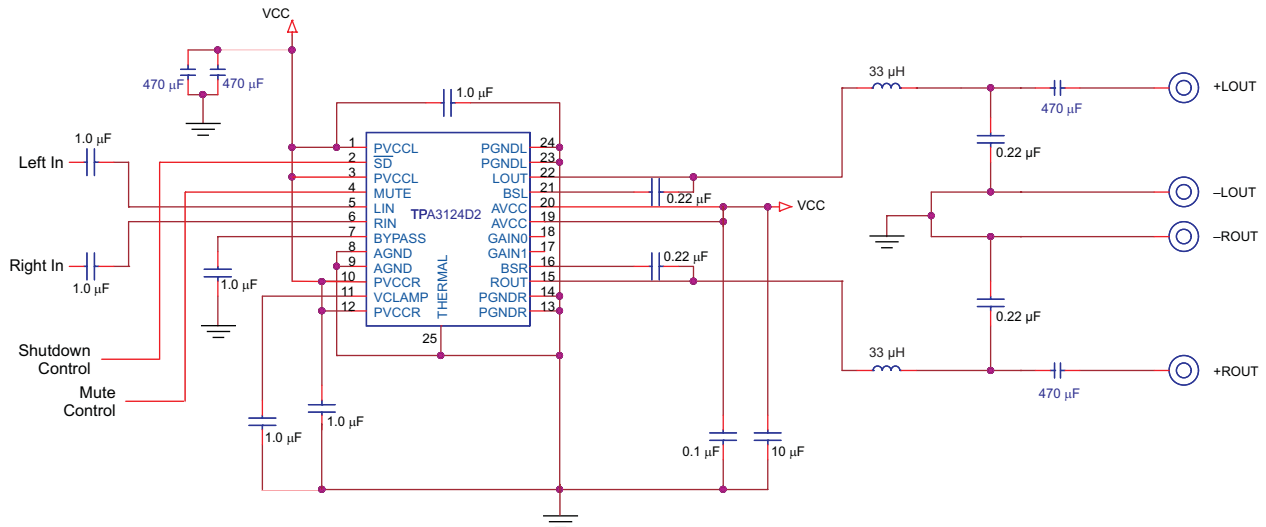 VCC
470 μF
470 μF
1.0 μF
1.0 μF
Left In
1
PVCCL
PGNDL
24
2
SD
PGNDL
23
3
PVCCL
LOUT
22
4
MUTE
BSL
21
5
LIN
TPA3124D2
AVCC
20
6
RIN
AVCC
19
7
BYPASS
GAIN0
18
8
AGND
GAIN1
17
9
AGND
BSR
16
10
PVCCR
ROUT
15
11
VCLAMP
PGNDR
14
12
PVCCR
PGNDR
13
THERMAL
25
Right In
1.0 μF
1.0 μF
Shutdown
Control
Mute
Control
1.0 μF
1.0 μF
0.22 μF
VCC
0.22 μF
0.1 μF
10 μF
33 μH
470 μF
+LOUT
0.22 μF
–LOUT
–ROUT
0.22 μF
33 μH
470 μF
+ROUT